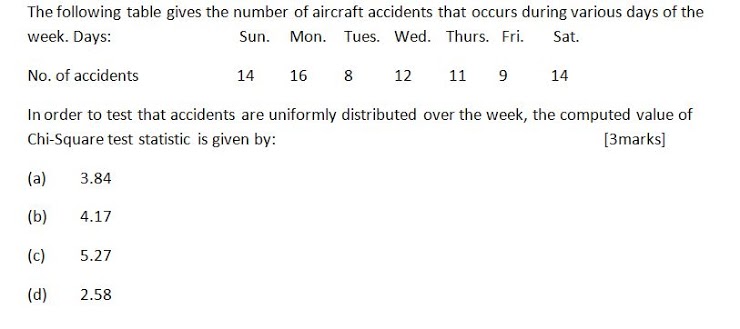 The following table gives the number of aircraft accidents that occurs during various days of the
week. Days: Sun. Mon. Tues. Wed. Thurs. Fri. Sat.
No. of accidents 14 16 8 12 11 9 14
In order to test that accidents are uniformly distributed over the week, the computed value of
Chi-Square test statistic is given by: [3marks]
(a) 3.84
(b) 4.17
(c) 5.27
(d) 2.58